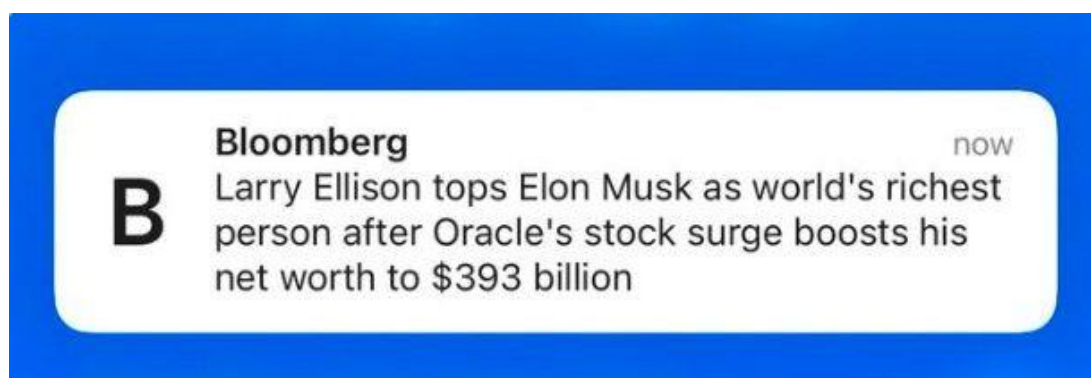 Bloomberg
now
B
Larry Ellison tops Elon Musk as world's richest
person after Oracle's stock surge boosts his
net worth to $393 billion